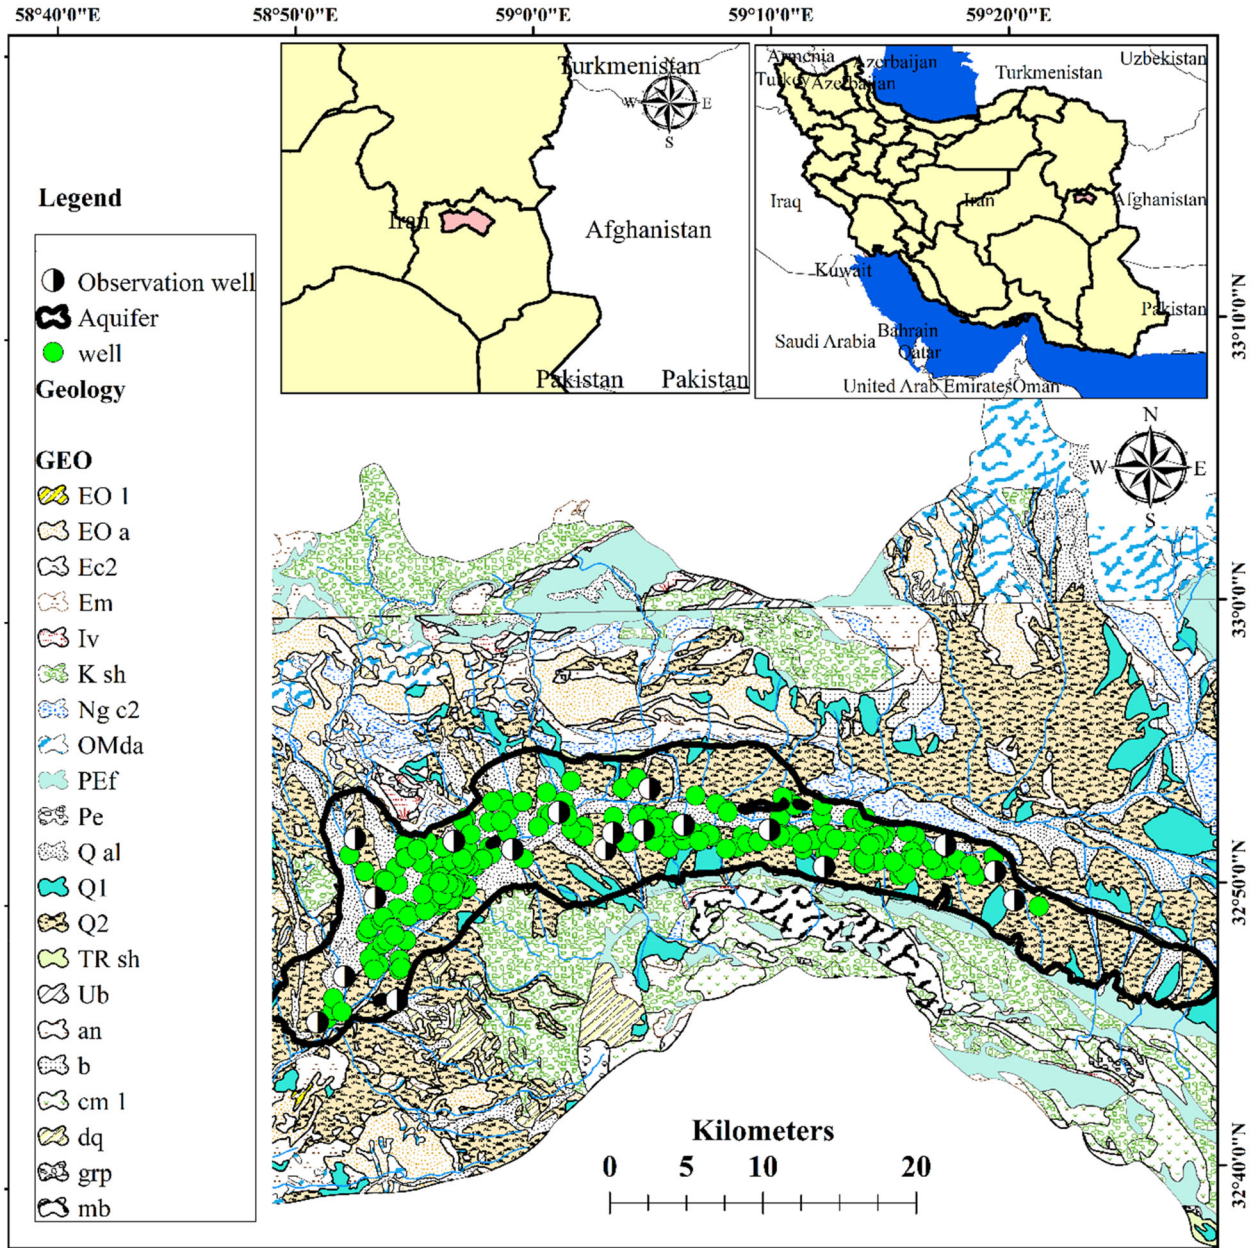 58°40'0"E 58°50'0"E 59°0'0"E 59°10'0"E 59°20'0"E
Turkmenistan
W E
S
Iran
Afghanistan
Pakistan Pakistan
Armenia
Azerbaijan
Turkey
Azerbaijan
Turkmenistan
Uzbekistan
Iraq
Iran
Afghanistan
Kuwait
Pakistan
Saudi Arabia
Bahrain
Qatar
United Arab Emirates
Oman
Legend
Observation well
Aquifer
well
Geology
GEO
EO 1
EO a
Ec2
Em
Iv
K sh
Ng c2
OMda
PEf
Pe
Q al
Q1
Q2
TR sh
Ub
an
b
cm 1
dq
grp
mb
N
W E
S
33°10'0"N
33°0'0"N
32°50'0"N
32°40'0"N
Kilometers
0 5 10 20